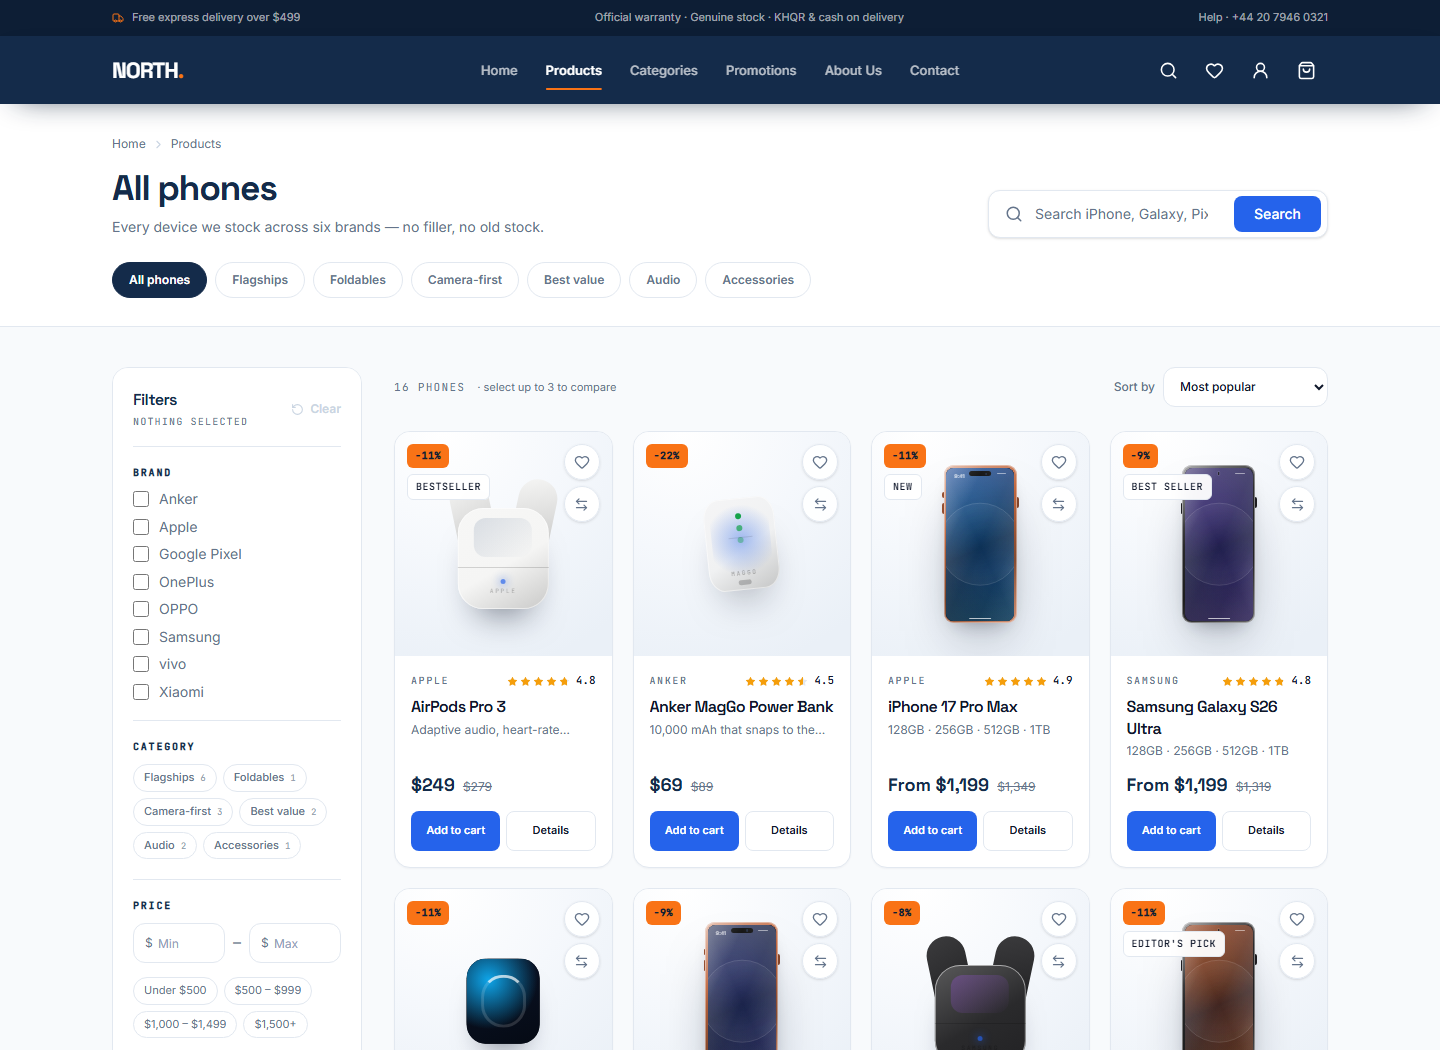 Free express delivery over $499
Official warranty · Genuine stock · KHQR & cash on delivery
Help · +44 20 7946 0321
NORTH.
Home
Products
Categories
Promotions
About Us
Contact
Home
Products
All phones
Every device we stock across six brands — no filler, no old stock.
Search iPhone, Galaxy, Pix
Search
All phones
Flagships
Foldables
Camera-first
Best value
Audio
Accessories
Filters
Clear
NOTHING SELECTED
BRAND
Anker
Apple
Google Pixel
OnePlus
OPPO
Samsung
vivo
Xiaomi
CATEGORY
Flagships 6
Foldables 1
Camera-first 3
Best value 2
Audio 2
Accessories 1
PRICE
$ Min
–
$ Max
Under $500
$500 – $999
$1,000 – $1,499
$1,500+
16 PHONES · select up to 3 to compare
Sort by
Most popular
-11%
BESTSELLER
APPLE
APPLE
4.8
AirPods Pro 3
Adaptive audio, heart-rate...
$249 $279
Add to cart
Details
-22%
MAGGO
ANKER
4.5
Anker MagGo Power Bank
10,000 mAh that snaps to the...
$69 $89
Add to cart
Details
-11%
NEW
9:41
APPLE
4.9
iPhone 17 Pro Max
128GB · 256GB · 512GB · 1TB
From $1,199 $1,349
Add to cart
Details
-9%
BEST SELLER
SAMSUNG
4.8
Samsung Galaxy S26
Ultra
128GB · 256GB · 512GB · 1TB
From $1,199 $1,319
Add to cart
Details
-11%
-9%
9:41
-8%
-11%
EDITOR'S PICK